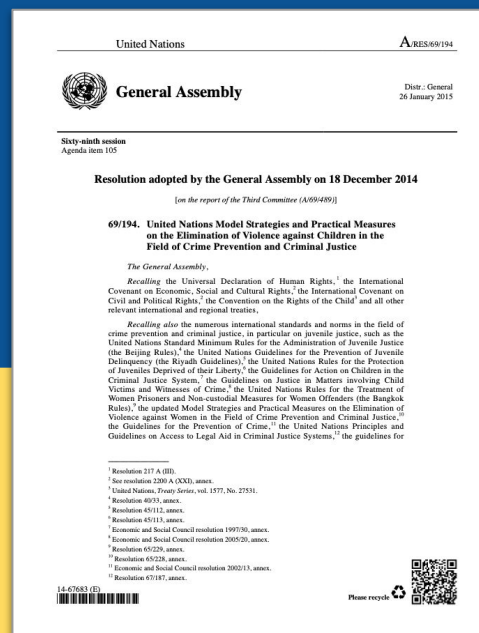 United Nations
A/RES/69/194
General Assembly
Distr.: General
26 January 2015
Sixty-ninth session
Agenda item 105
Resolution adopted by the General Assembly on 18 December 2014
[on the report of the Third Committee (A/69/489)]
69/194. United Nations Model Strategies and Practical Measures
on the Elimination of Violence against Children in the
Field of Crime Prevention and Criminal Justice
The General Assembly,
Recalling the Universal Declaration of Human Rights,1 the International
Covenant on Economic, Social and Cultural Rights,2 the International Covenant on
Civil and Political Rights,2 the Convention on the Rights of the Child3 and all other
relevant international and regional treaties,
Recalling also the numerous international standards and norms in the field of
crime prevention and criminal justice, in particular on juvenile justice, such as the
United Nations Standard Minimum Rules for the Administration of Juvenile Justice
(the Beijing Rules),4 the United Nations Guidelines for the Prevention of Juvenile
Delinquency (the Riyadh Guidelines),5 the United Nations Rules for the Protection
of Juveniles Deprived of their Liberty,6 the Guidelines for Action on Children in the
Criminal Justice System,7 the Guidelines on Justice in Matters involving Child
Victims and Witnesses of Crime,8 the United Nations Rules for the Treatment of
Women Prisoners and Non-custodial Measures for Women Offenders (the Bangkok
Rules),9 the updated Model Strategies and Practical Measures on the Elimination of
Violence against Women in the Field of Crime Prevention and Criminal Justice,10
the Guidelines for the Prevention of Crime,11 the United Nations Principles and
Guidelines on Access to Legal Aid in Criminal Justice Systems,12 the guidelines for
1 Resolution 217 A (III).
2 See resolution 2200 A (XXI), annex.
3 United Nations, Treaty Series, vol. 1577, No. 27531.
4 Resolution 40/33, annex.
5 Resolution 45/112, annex.
6 Resolution 45/113, annex.
7 Economic and Social Council resolution 1997/30, annex.
8 Economic and Social Council resolution 2005/20, annex.
9 Resolution 65/229, annex.
10 Resolution 65/228, annex.
11 Economic and Social Council resolution 2002/13, annex.
12 Resolution 67/187, annex.
14-67683 (E)
Please recycle